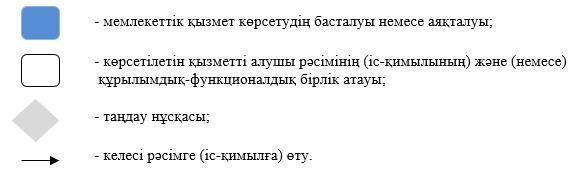 - мемлекеттік қызмет көрсетудің басталуы немесе аяқталуы;
- көрсетілетін қызметті алушы рәсімінің (іс-қимылының) және (немесе)
құрылымдық-функционалдық бірлік атауы;
- таңдау нұсқасы;
- келесі рәсімге (іс-қимылға) өту.